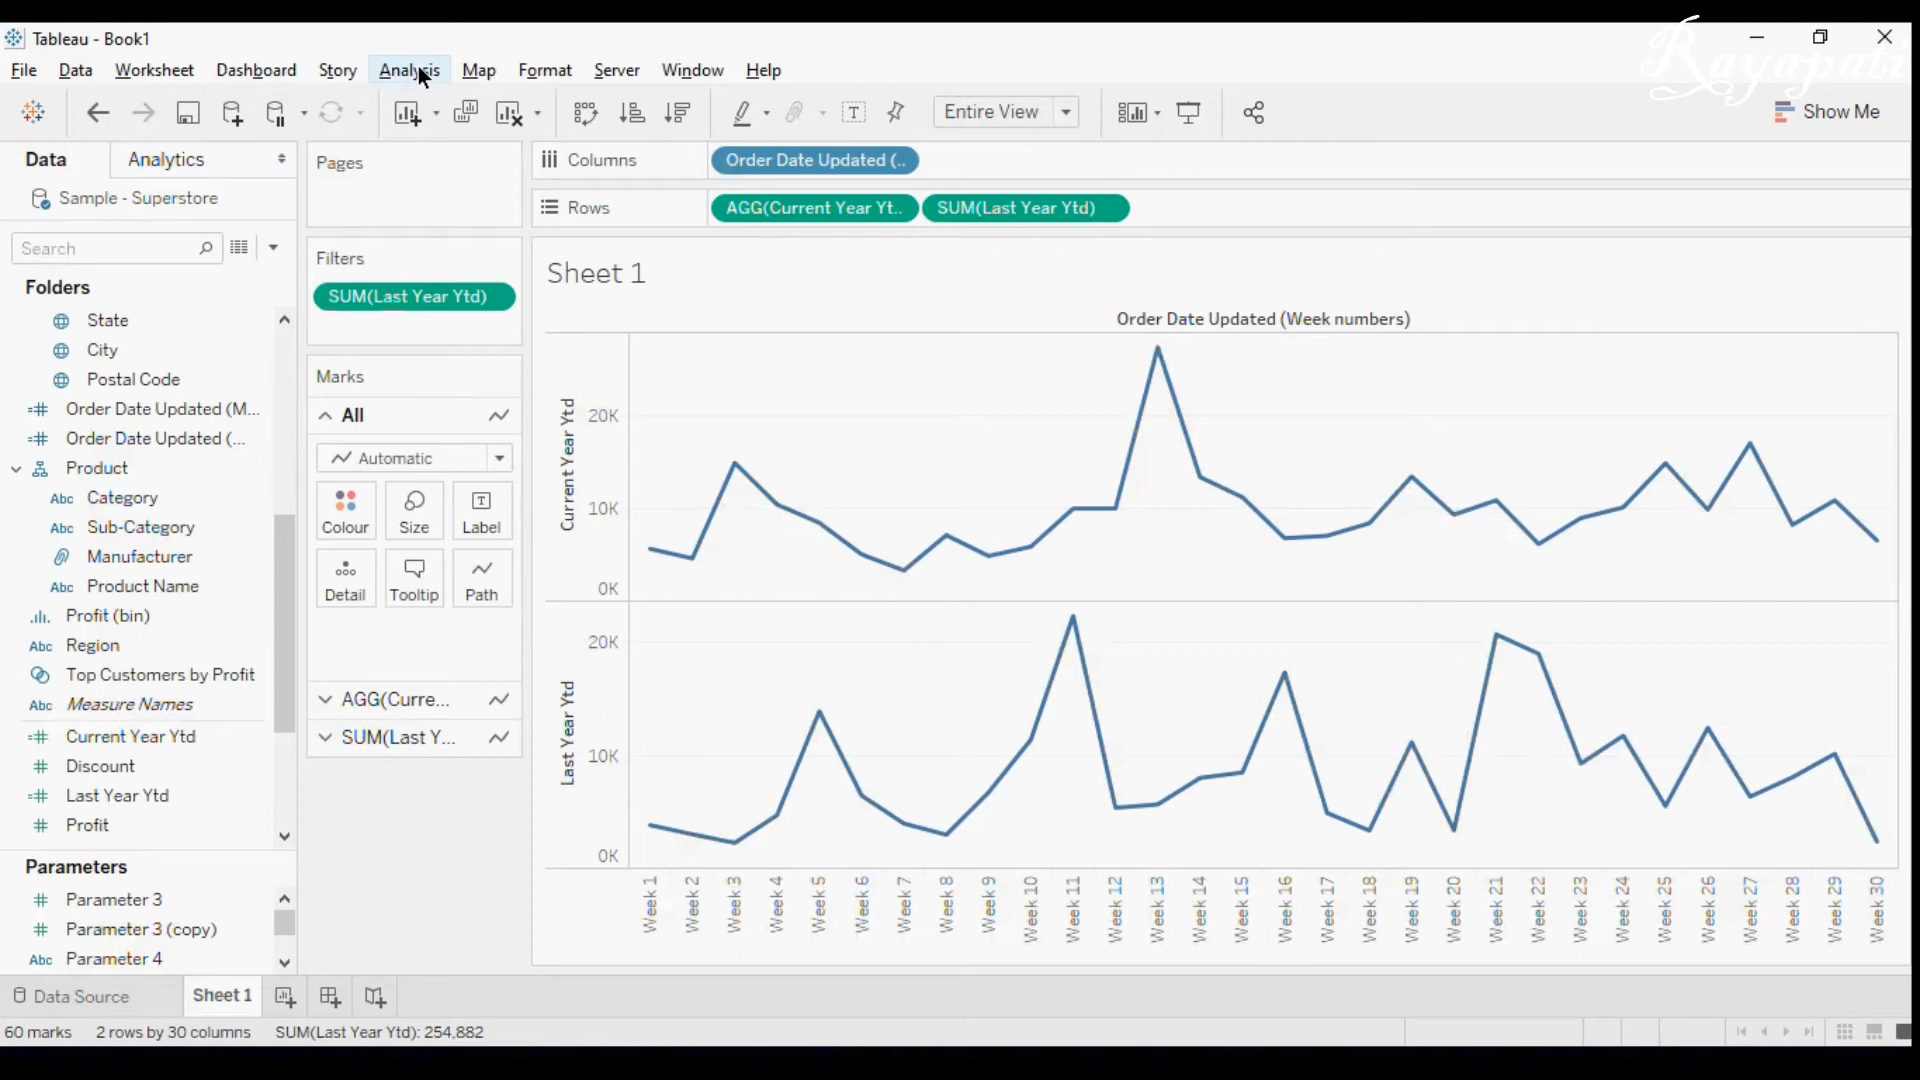 Rayapati
Tableau - Book1
File Data Worksheet Dashboard Story Analysis Map Format Server Window Help
Entire View
Show Me
Data Analytics
Sample - Superstore
Search
Folders
State
City
Postal Code
Order Date Updated (M...
Order Date Updated (...
Product
Abc Category
Abc Sub-Category
Manufacturer
Abc Product Name
Profit (bin)
Abc Region
Top Customers by Profit
Abc Measure Names
Current Year Ytd
Discount
Last Year Ytd
Profit
Parameters
Parameter 3
Parameter 3 (copy)
Abc Parameter 4
Pages
Filters
SUM(Last Year Ytd)
Marks
All
Automatic
Colour Size Label
Detail Tooltip Path
AGG(Curre...
SUM(Last Y...
Columns Order Date Updated (..
Rows AGG(Current Year Yt.. SUM(Last Year Ytd)
Sheet 1
Order Date Updated (Week numbers)
Current Year Ytd
20K
10K
0K
Last Year Ytd
20K
10K
0K
Week 1
Week 2
Week 3
Week 4
Week 5
Week 6
Week 7
Week 8
Week 9
Week 10
Week 11
Week 12
Week 13
Week 14
Week 15
Week 16
Week 17
Week 18
Week 19
Week 20
Week 21
Week 22
Week 23
Week 24
Week 25
Week 26
Week 27
Week 28
Week 29
Week 30
Data Source Sheet 1
60 marks 2 rows by 30 columns SUM(Last Year Ytd): 254,882